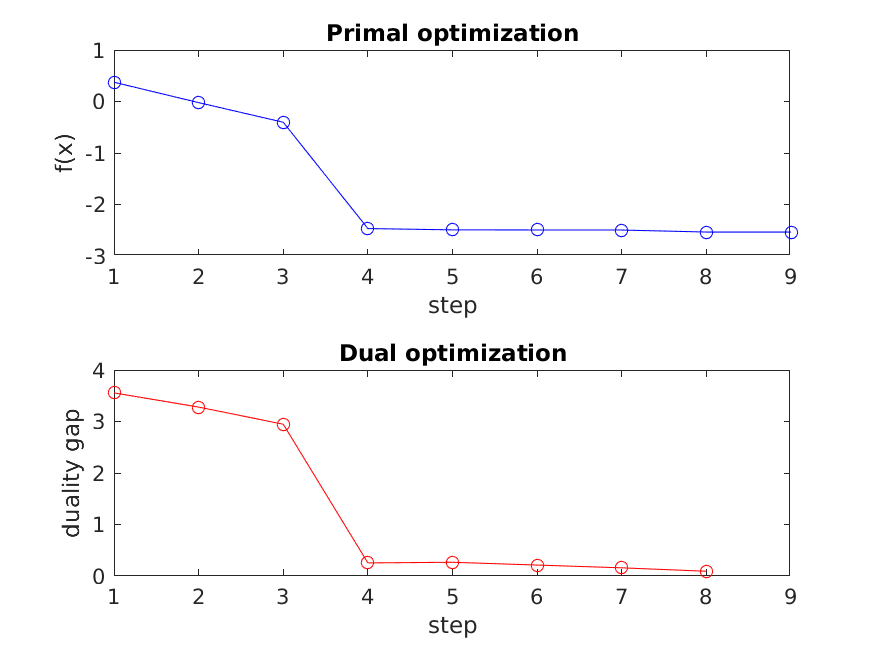 Primal optimization
1
0
-1
-2
-3
f(x)
1 2 3 4 5 6 7 8 9
step
Dual optimization
4
3
2
1
0
duality gap
1 2 3 4 5 6 7 8 9
step